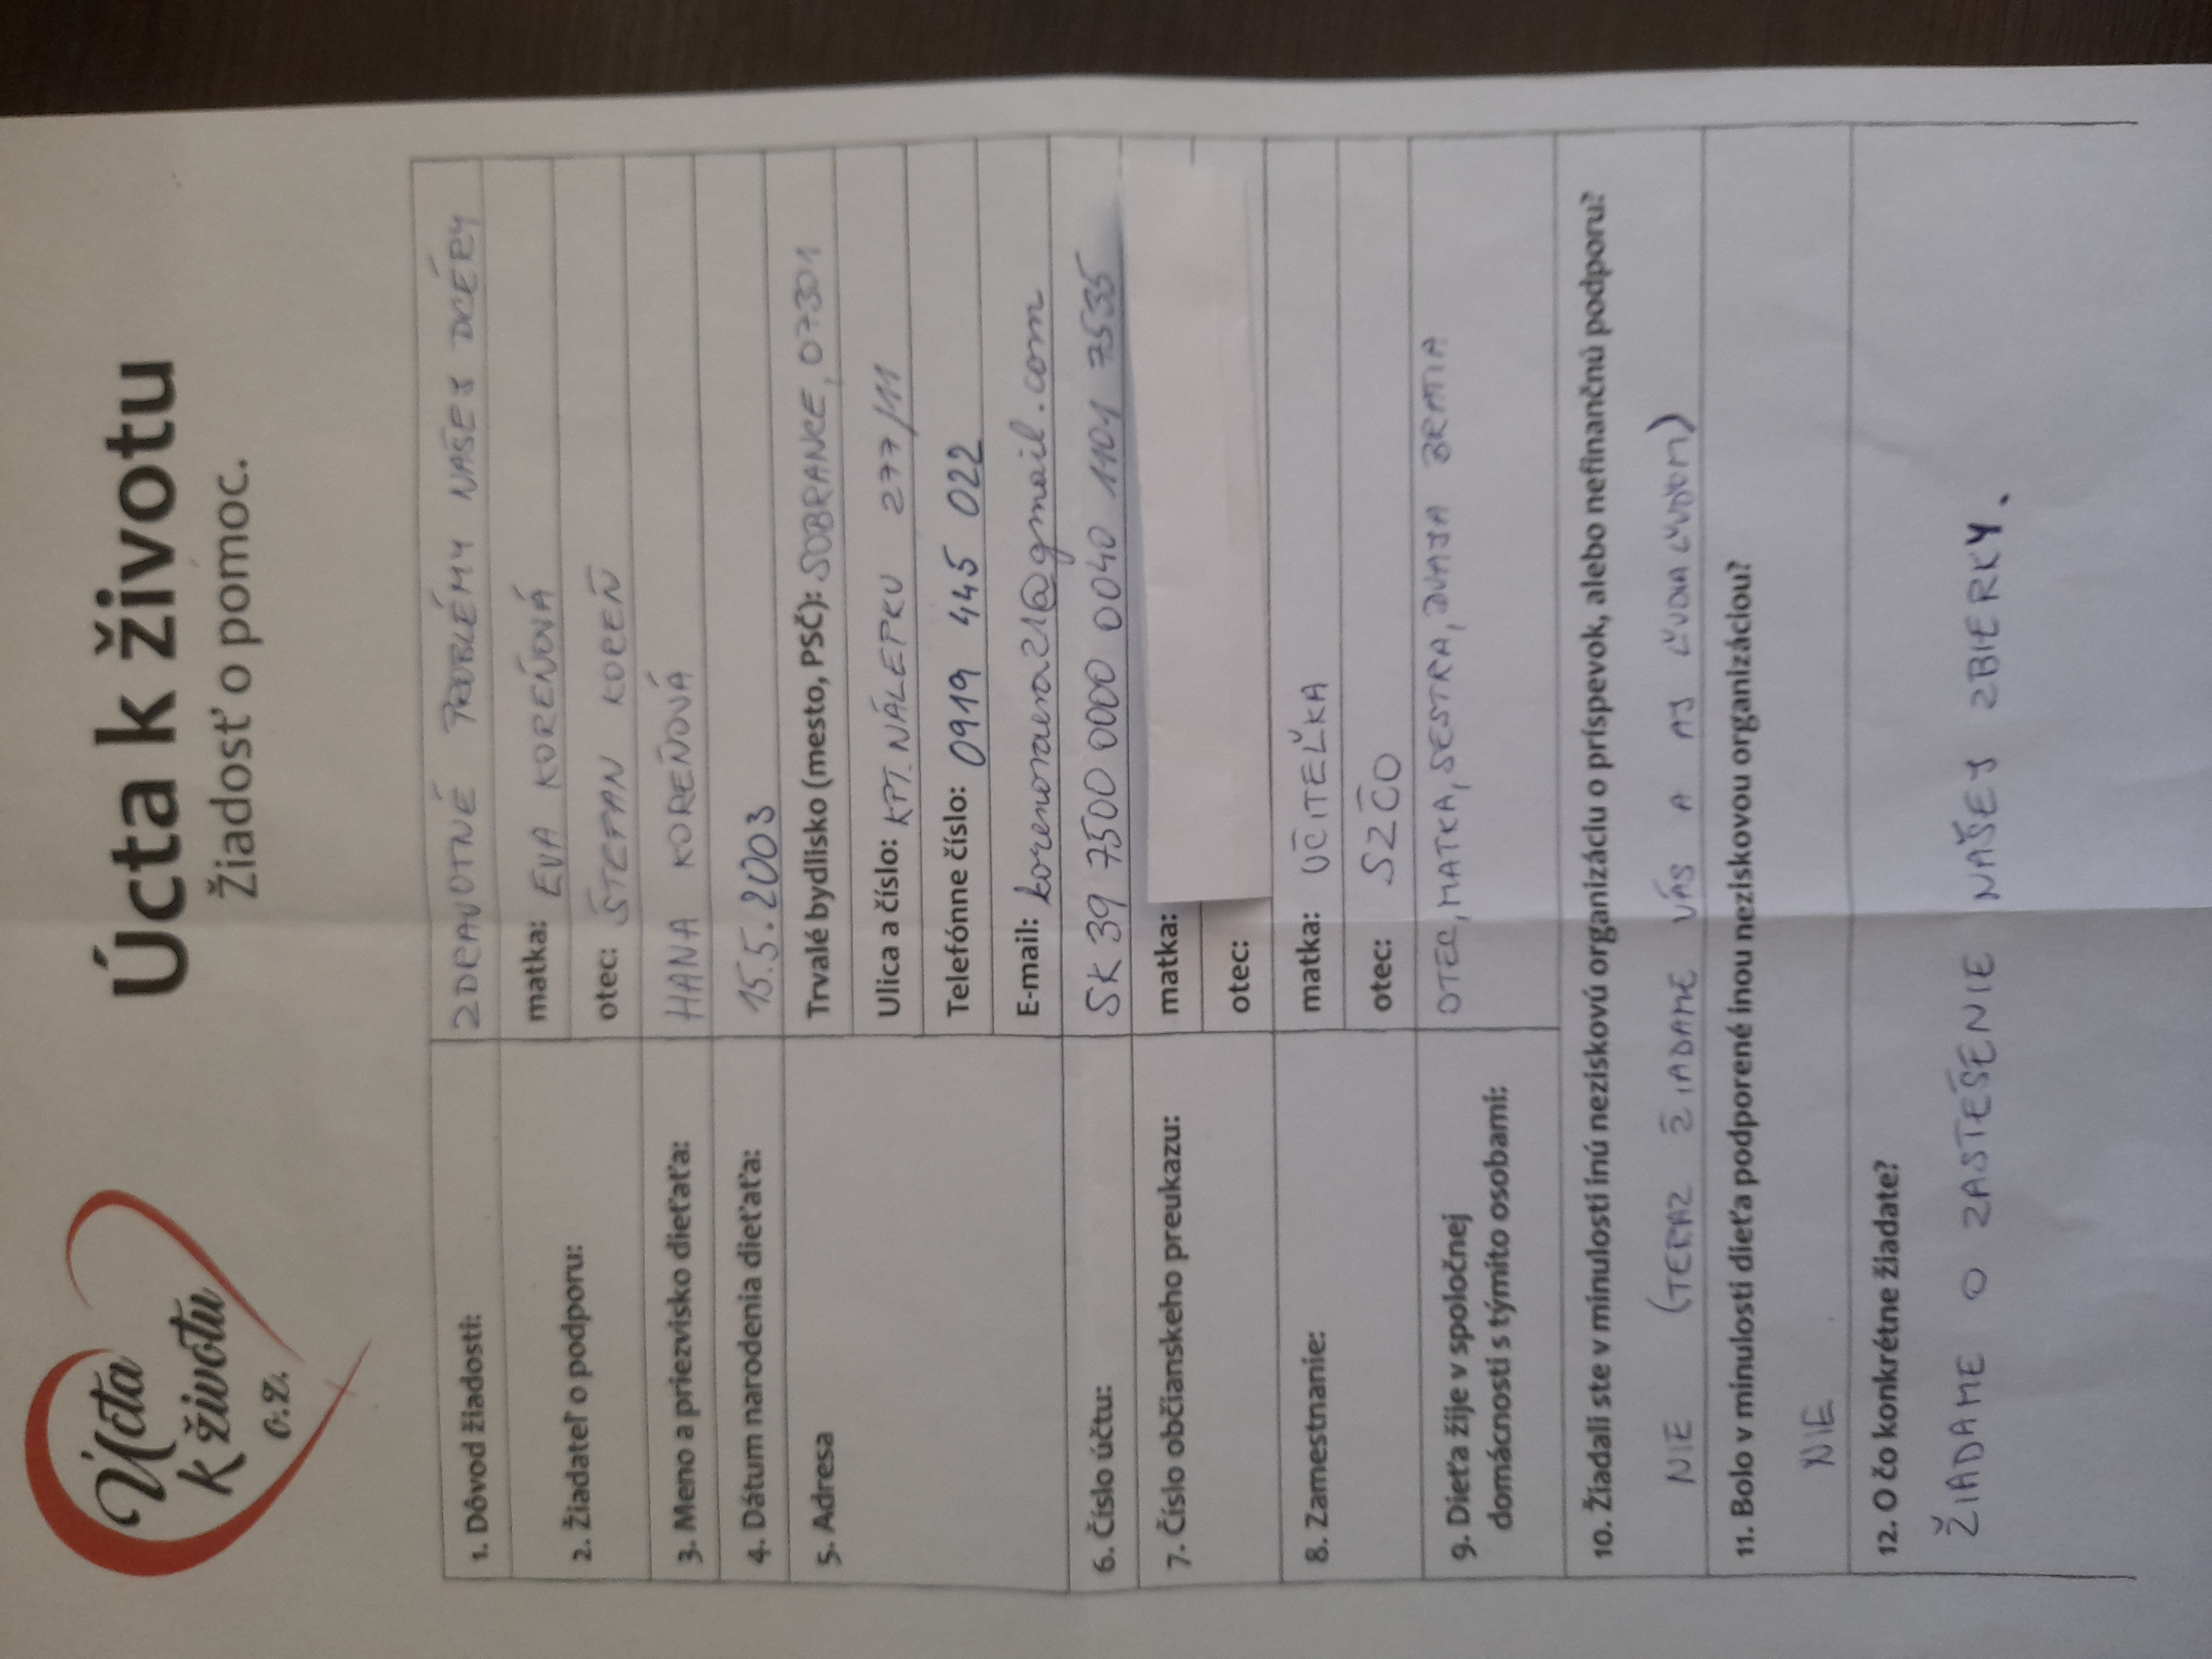 Úcta
k životu
o.z.
Úcta k životu
Žiadosť o pomoc.
1. Dôvod žiadosti: ZDRAVOTNÉ PROBLÉMY NAŠEJ DCÉRY
2. Žiadateľ o podporu:
matka: EVA KOREŇOVÁ
otec: ŠTEFAN KOREŇ
3. Meno a priezvisko dieťaťa: HANA KOREŇOVÁ
4. Dátum narodenia dieťaťa: 15.5.2003
5. Adresa
Trvalé bydlisko (mesto, PSČ): SOBRANCE, 07301
Ulica a číslo: KPT. NÁLEPKU 277/11
Telefónne číslo: 0919 445 022
E-mail: korenovaeva21@gmail.com
6. Číslo účtu: SK 39 7500 0000 0040 1101 7535
7. Číslo občianskeho preukazu:
matka:
otec:
8. Zamestnanie:
matka: UČITEĽKA
otec: SZČO
9. Dieťa žije v spoločnej
domácnosti s týmito osobami:
OTEC, MATKA, SESTRA, DVAJA BRATIA
10. Žiadali ste v minulosti inú neziskovú organizáciu o príspevok, alebo nefinančnú podporu?
NIE (TERAZ ŽIADAME VÁS A AJ ĽUDIA ĽUĎOM)
11. Bolo v minulosti dieťa podporené inou neziskovou organizáciou?
NIE
12. O čo konkrétne žiadate?
ŽIADAME O ZASTEŠENIE NAŠEJ ZBIERKY.